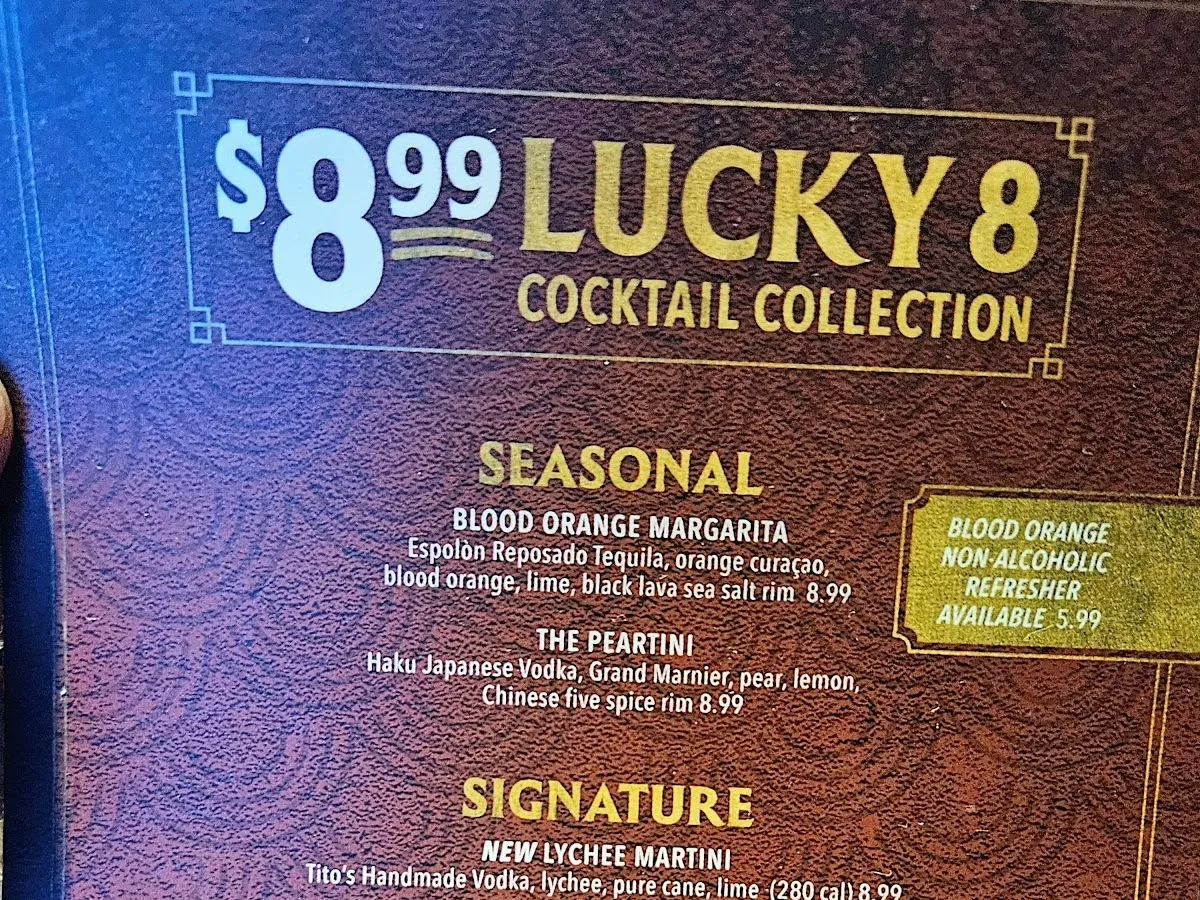 $8.99 LUCKY 8
COCKTAIL COLLECTION
SEASONAL
BLOOD ORANGE MARGARITA
Espolòn Reposado Tequila, orange curaçao,
blood orange, lime, black lava sea salt rim 8.99
BLOOD ORANGE
NON-ALCOHOLIC
REFRESHER
AVAILABLE 5.99
THE PEARTINI
Haku Japanese Vodka, Grand Marnier, pear, lemon,
Chinese five spice rim 8.99
SIGNATURE
NEW LYCHEE MARTINI
Tito's Handmade Vodka, lychee, pure cane, lime (280 cal) 8.99